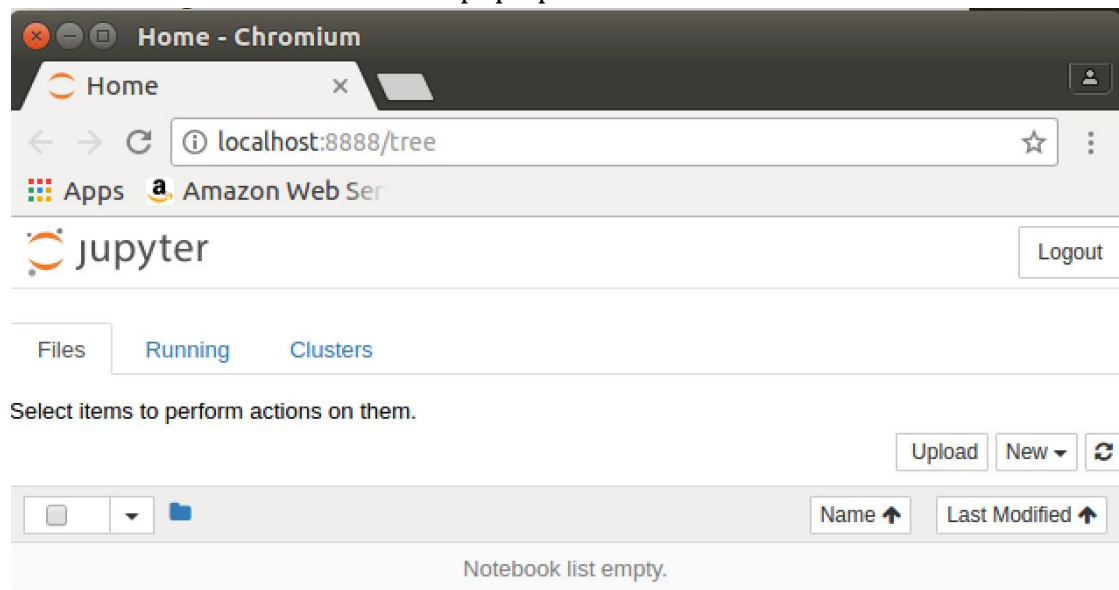 Home - Chromium
Home
localhost:8888/tree
Apps Amazon Web Ser
jupyter Logout
Files Running Clusters
Select items to perform actions on them.
Upload New
Name Last Modified
Notebook list empty.